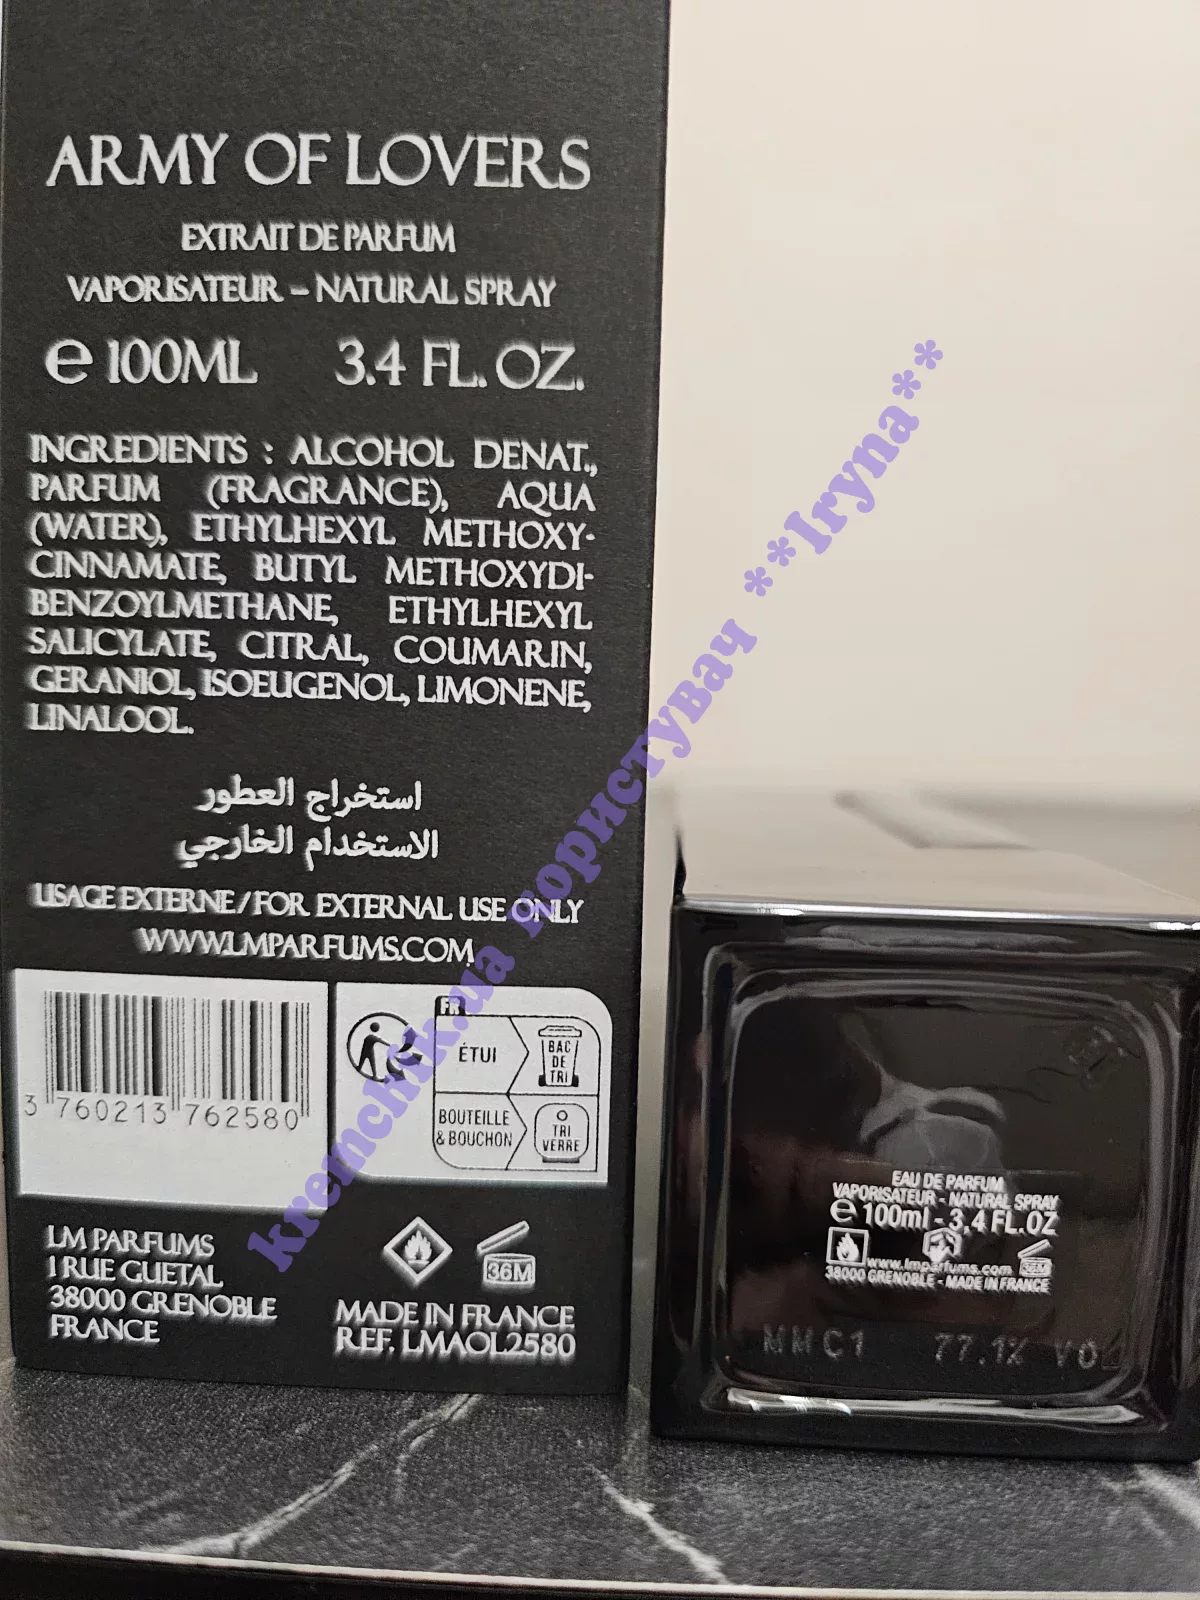 ARMY OF LOVERS
EXTRAIT DE PARFUM
VAPORISATEUR - NATURAL SPRAY
e 100ML 3.4 FL. OZ.
INGREDIENTS : ALCOHOL DENAT.,
PARFUM (FRAGRANCE), AQUA
(WATER), ETHYLHEXYL METHOXY-
CINNAMATE, BUTYL METHOXYDI-
BENZOYLMETHANE, ETHYLHEXYL
SALICYLATE, CITRAL, COUMARIN,
GERANIOL, ISOEUGENOL, LIMONENE,
LINALOOL.
استخراج العطور
الاستخدام الخارجي
USAGE EXTERNE / FOR EXTERNAL USE ONLY
WWW.LMPARFUMS.COM
3 760213 762580
FR
ÉTUI
BAC
DE
TRI
BOUTEILLE
& BOUCHON
TRI
VERRE
LM PARFUMS
1 RUE GUETAL
38000 GRENOBLE
FRANCE
36M
MADE IN FRANCE
REF. LMAOL2580
EAU DE PARFUM
VAPORISATEUR - NATURAL SPRAY
e 100ml - 3,4 FL.OZ
www.lmparfums.com
36M
38000 GRENOBLE - MADE IN FRANCE
MMC1 77.1%
kremchik.ua користувач **Iryna**